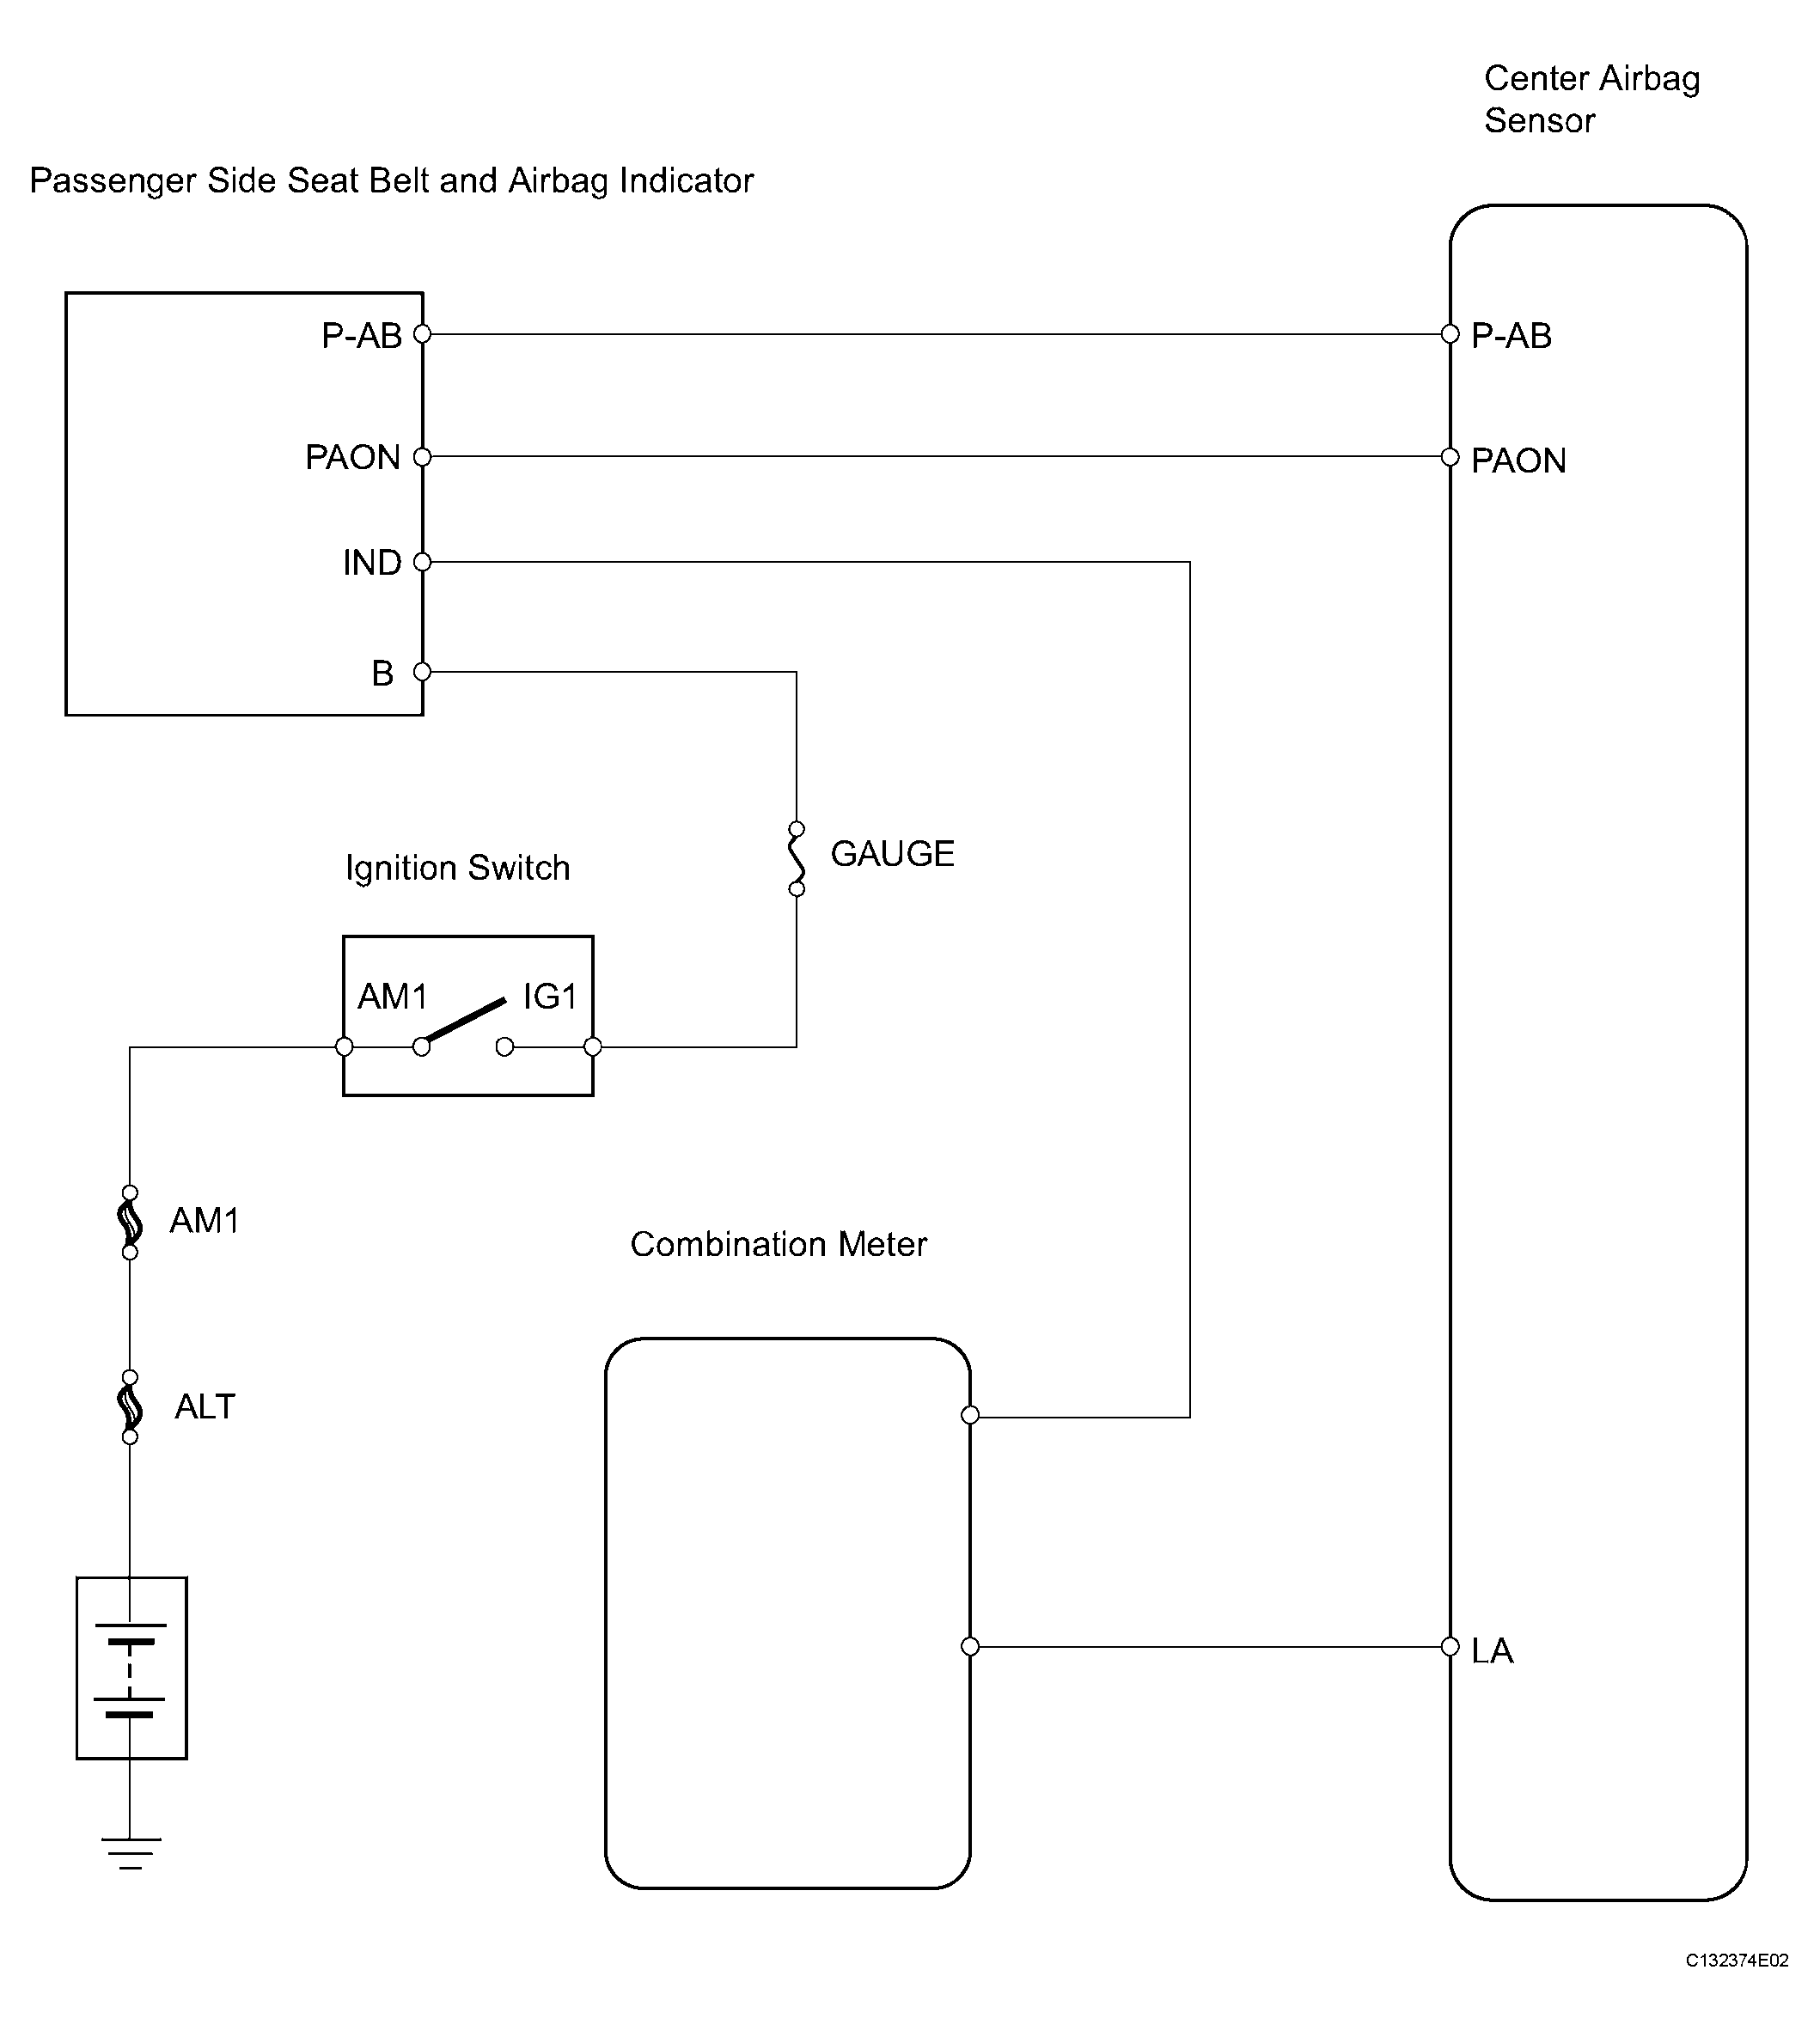 Center Airbag
Sensor
Passenger Side Seat Belt and Airbag Indicator
P-AB
P-AB
PAON
PAON
IND
B
GAUGE
Ignition Switch
AM1
IG1
AM1
Combination Meter
ALT
LA
C132374E02